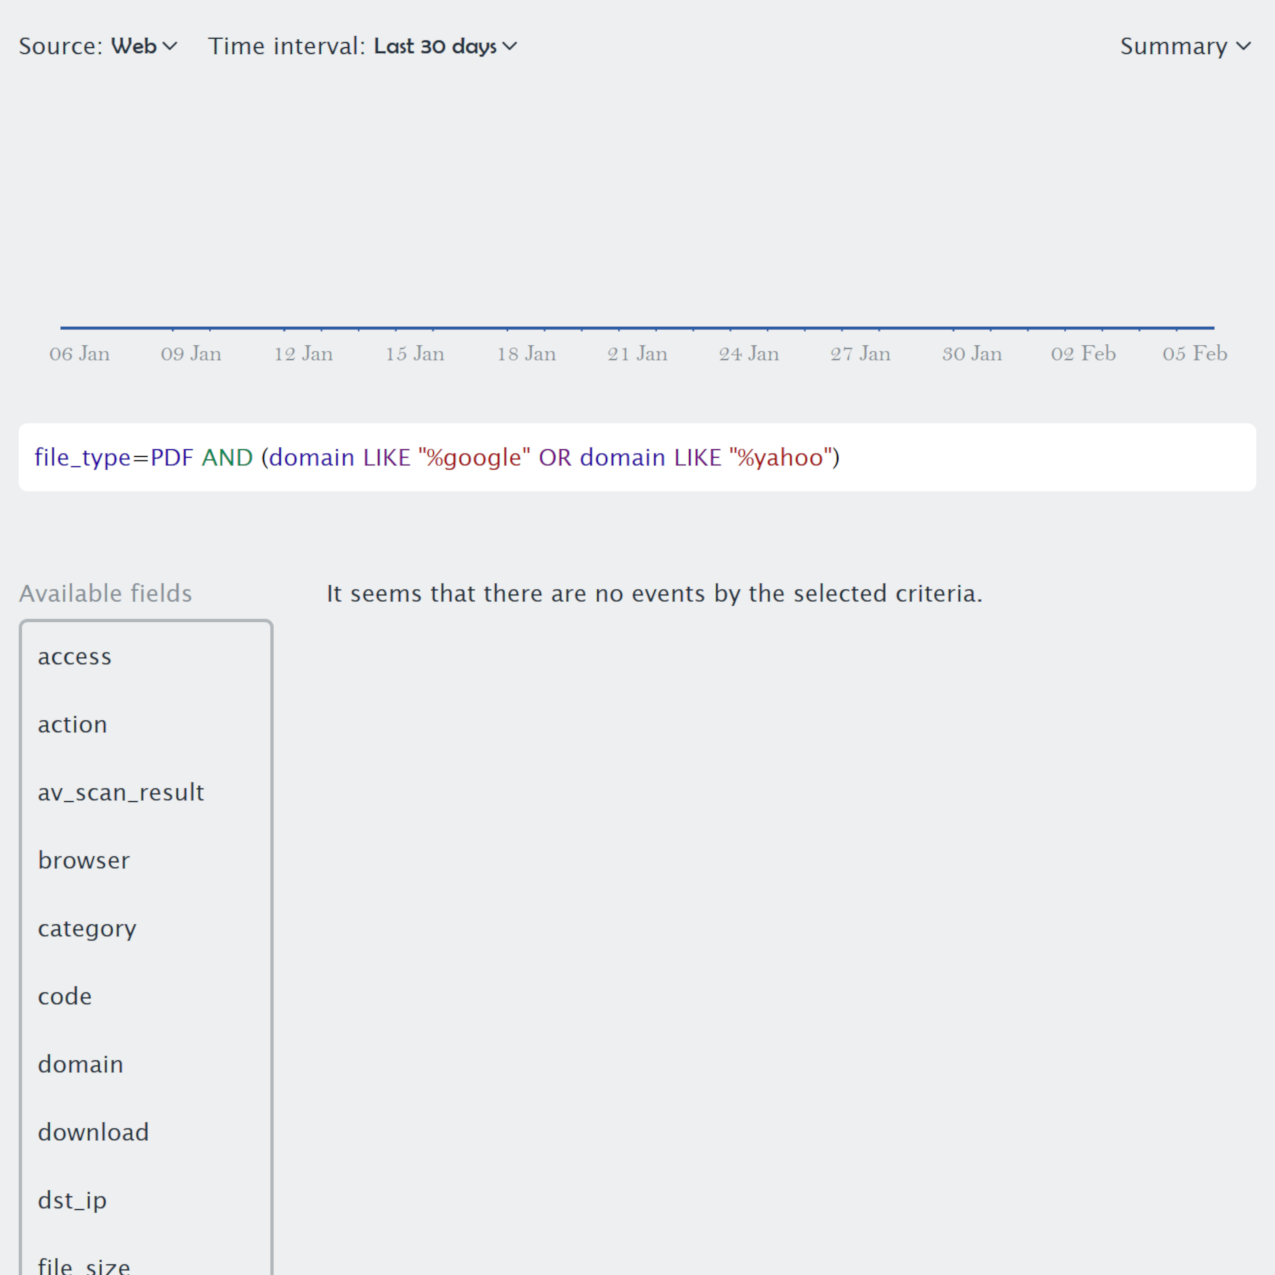 Source: Web Time interval: Last 30 days Summary
06 Jan 09 Jan 12 Jan 15 Jan 18 Jan 21 Jan 24 Jan 27 Jan 30 Jan 02 Feb 05 Feb
file_type=PDF AND (domain LIKE "%google" OR domain LIKE "%yahoo")
Available fields
It seems that there are no events by the selected criteria.
access
action
av_scan_result
browser
category
code
domain
download
dst_ip
file_size